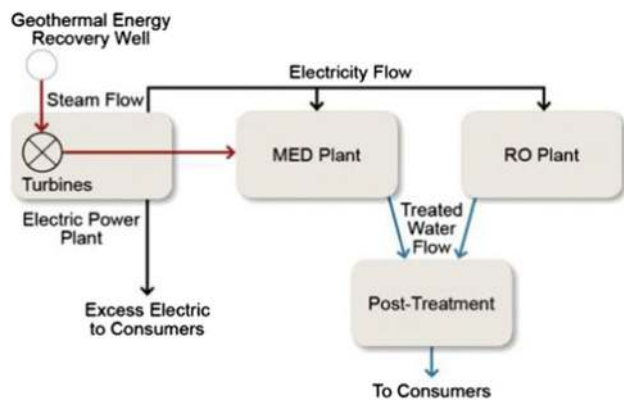 Geothermal Energy
Recovery Well
Electricity Flow
Steam Flow
MED Plant
RO Plant
Turbines
Electric Power
Plant
Treated
Water
Flow
Excess Electric
to Consumers
Post-Treatment
To Consumers